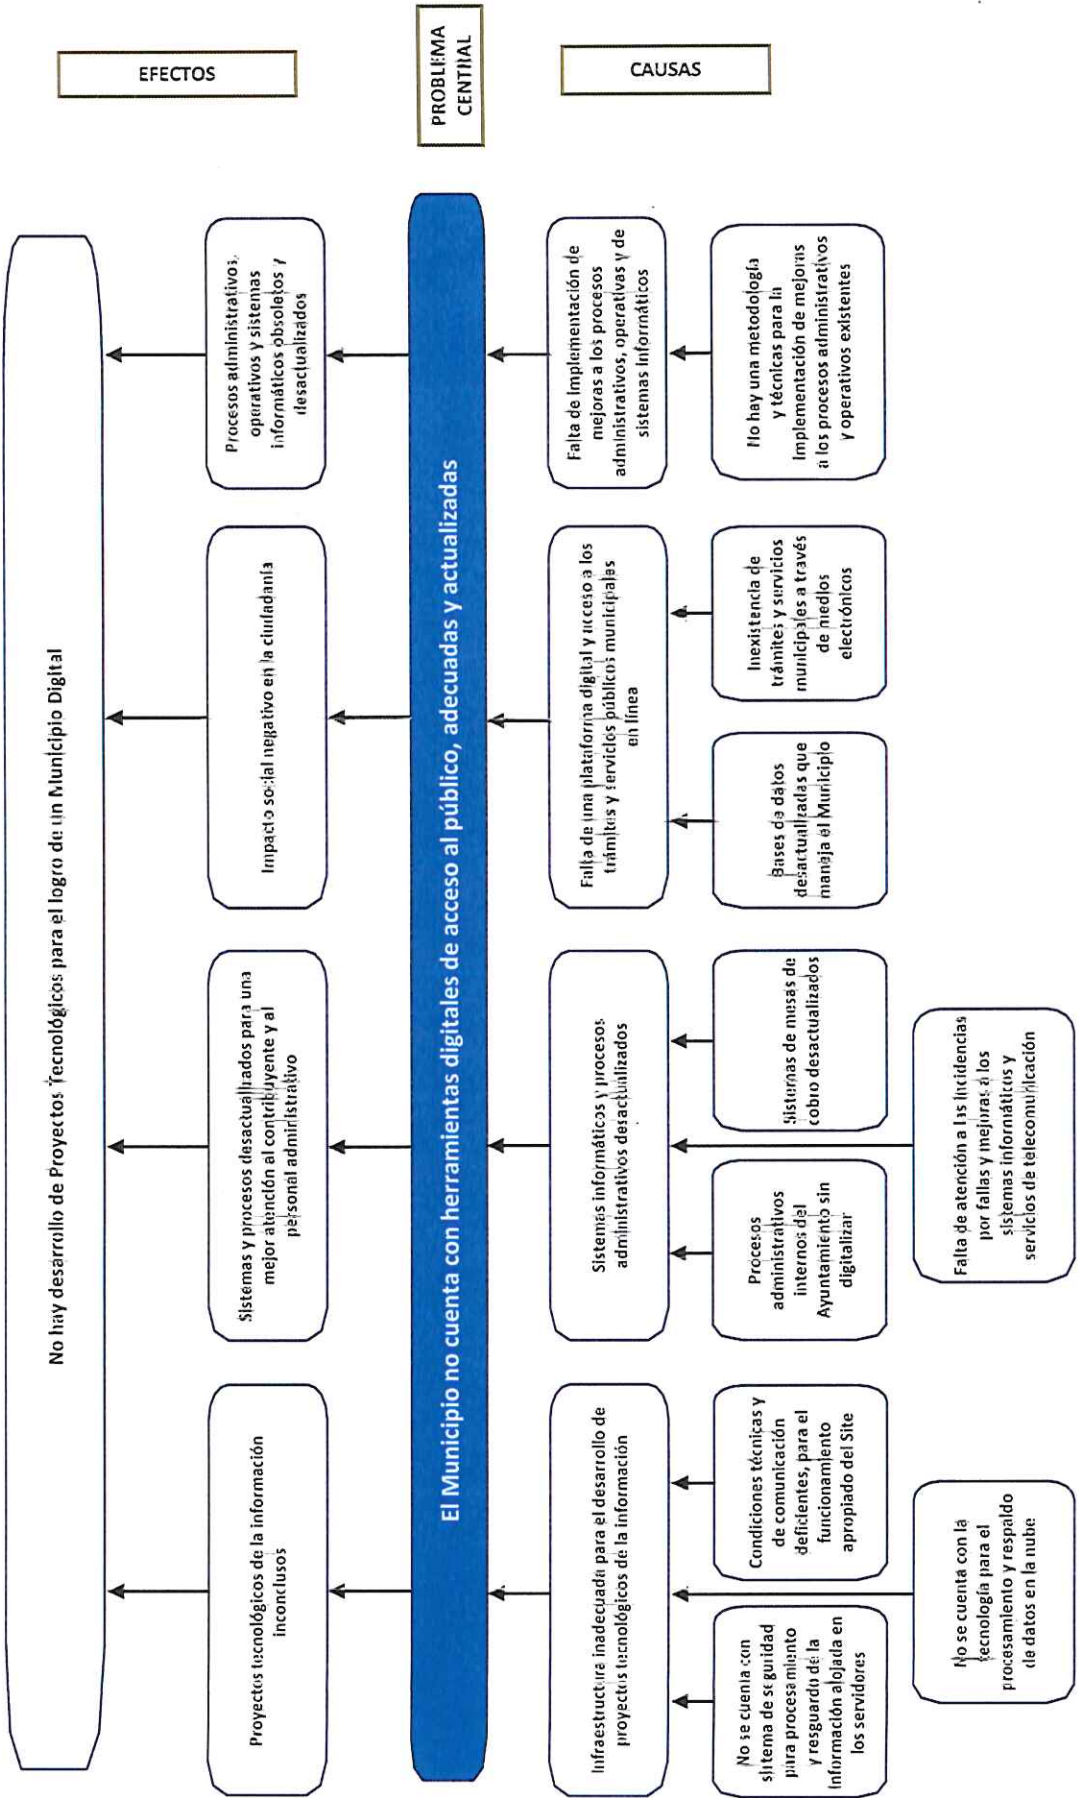 No hay desarrollo de Proyectos Tecnológicos para el logro de un Municipio Digital
EFECTOS
Proyectos tecnológicos de la información
inconclusos
Sistemas y procesos desactualizados para una
mejor atención al contribuyente y al
personal administrativo
Impacto social negativo en la ciudadanía
Procesos administrativos,
operativos y sistemas
informáticos obsoletos y
desactualizados
El Municipio no cuenta con herramientas digitales de acceso al público, adecuadas y actualizadas
PROBLEMA
CENTRAL
Infraestructura inadecuada para el desarrollo de
proyectos tecnológicos de la información
Sistemas informáticos y procesos
administrativos desactualizados
Falta de una plataforma digital y acceso a los
trámites y servicios públicos municipales
en línea
Falta de Implementación de
mejoras a los procesos
administrativos, operativas y de
sistemas Informáticos
CAUSAS
No se cuenta con
sistema de seguridad
para procesamiento
y resguardo de la
Información alojada en
los servidores
Condiciones técnicas y
de comunicación
deficientes, para el
funcionamiento
apropiado del Site
Procesos
administrativos
internos del
Ayuntamiento sin
digitalizar
Sistemas de mesas de
cobro desactualizados
Bases de datos
desactualizadas que
maneja el Municipio
Inexistencia de
trámites y servicios
municipales a través
de medios
electrónicos
No hay una metodología
y técnicas para la
Implementación de mejoras
a los procesos administrativos
y operativos existentes
No se cuenta con la
tecnología para el
procesamiento y respaldo
de datos en la nube
Falta de atención a las Incidencias
por fallas y mejoras a los
sistemas informáticos y
servicios de telecomunicación